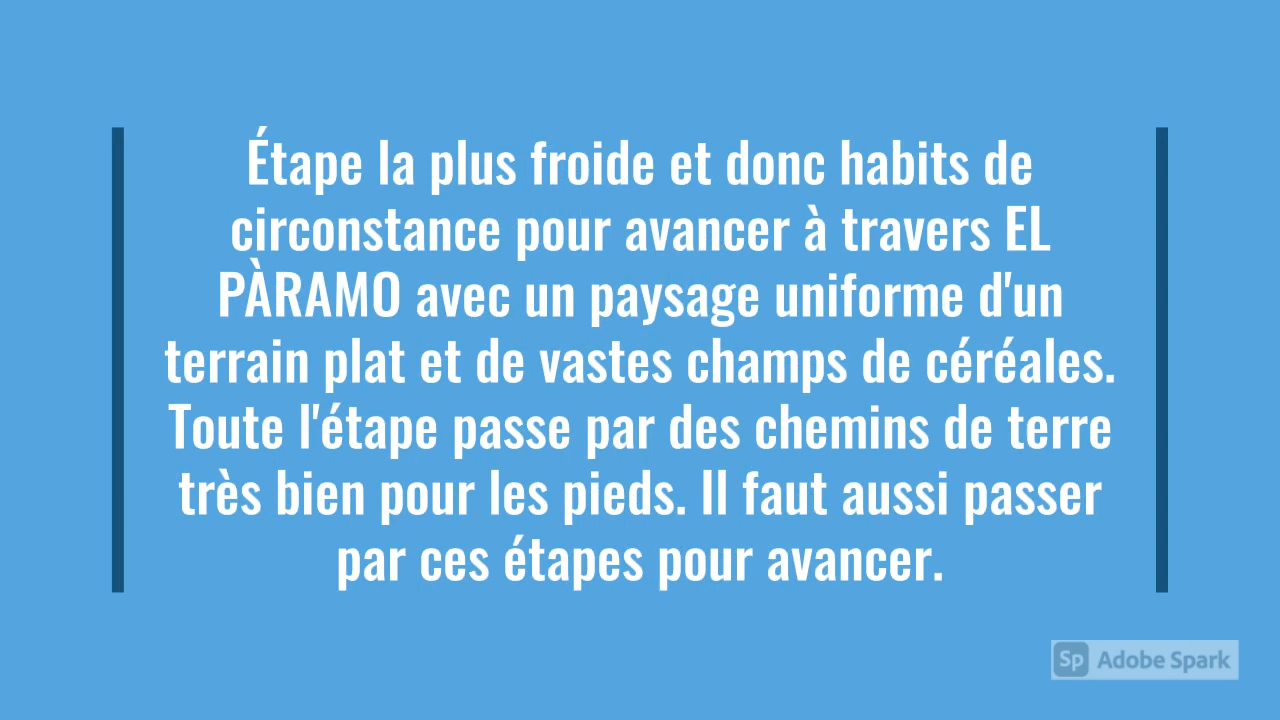 Étape la plus froide et donc habits de
circonstance pour avancer à travers EL
PÀRAMO avec un paysage uniforme d'un
terrain plat et de vastes champs de céréales.
Toute l'étape passe par des chemins de terre
très bien pour les pieds. Il faut aussi passer
par ces étapes pour avancer.
Sp Adobe Spark